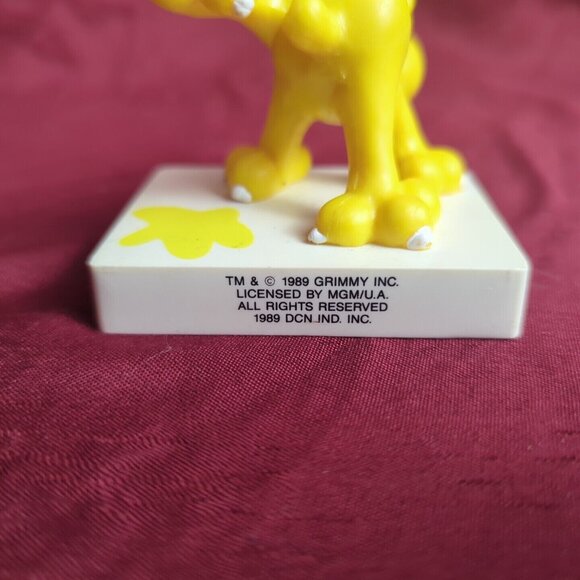 TM & © 1989 GRIMMY INC.
LICENSED BY MGM/U.A.
ALL RIGHTS RESERVED
1989 DCN IND. INC.